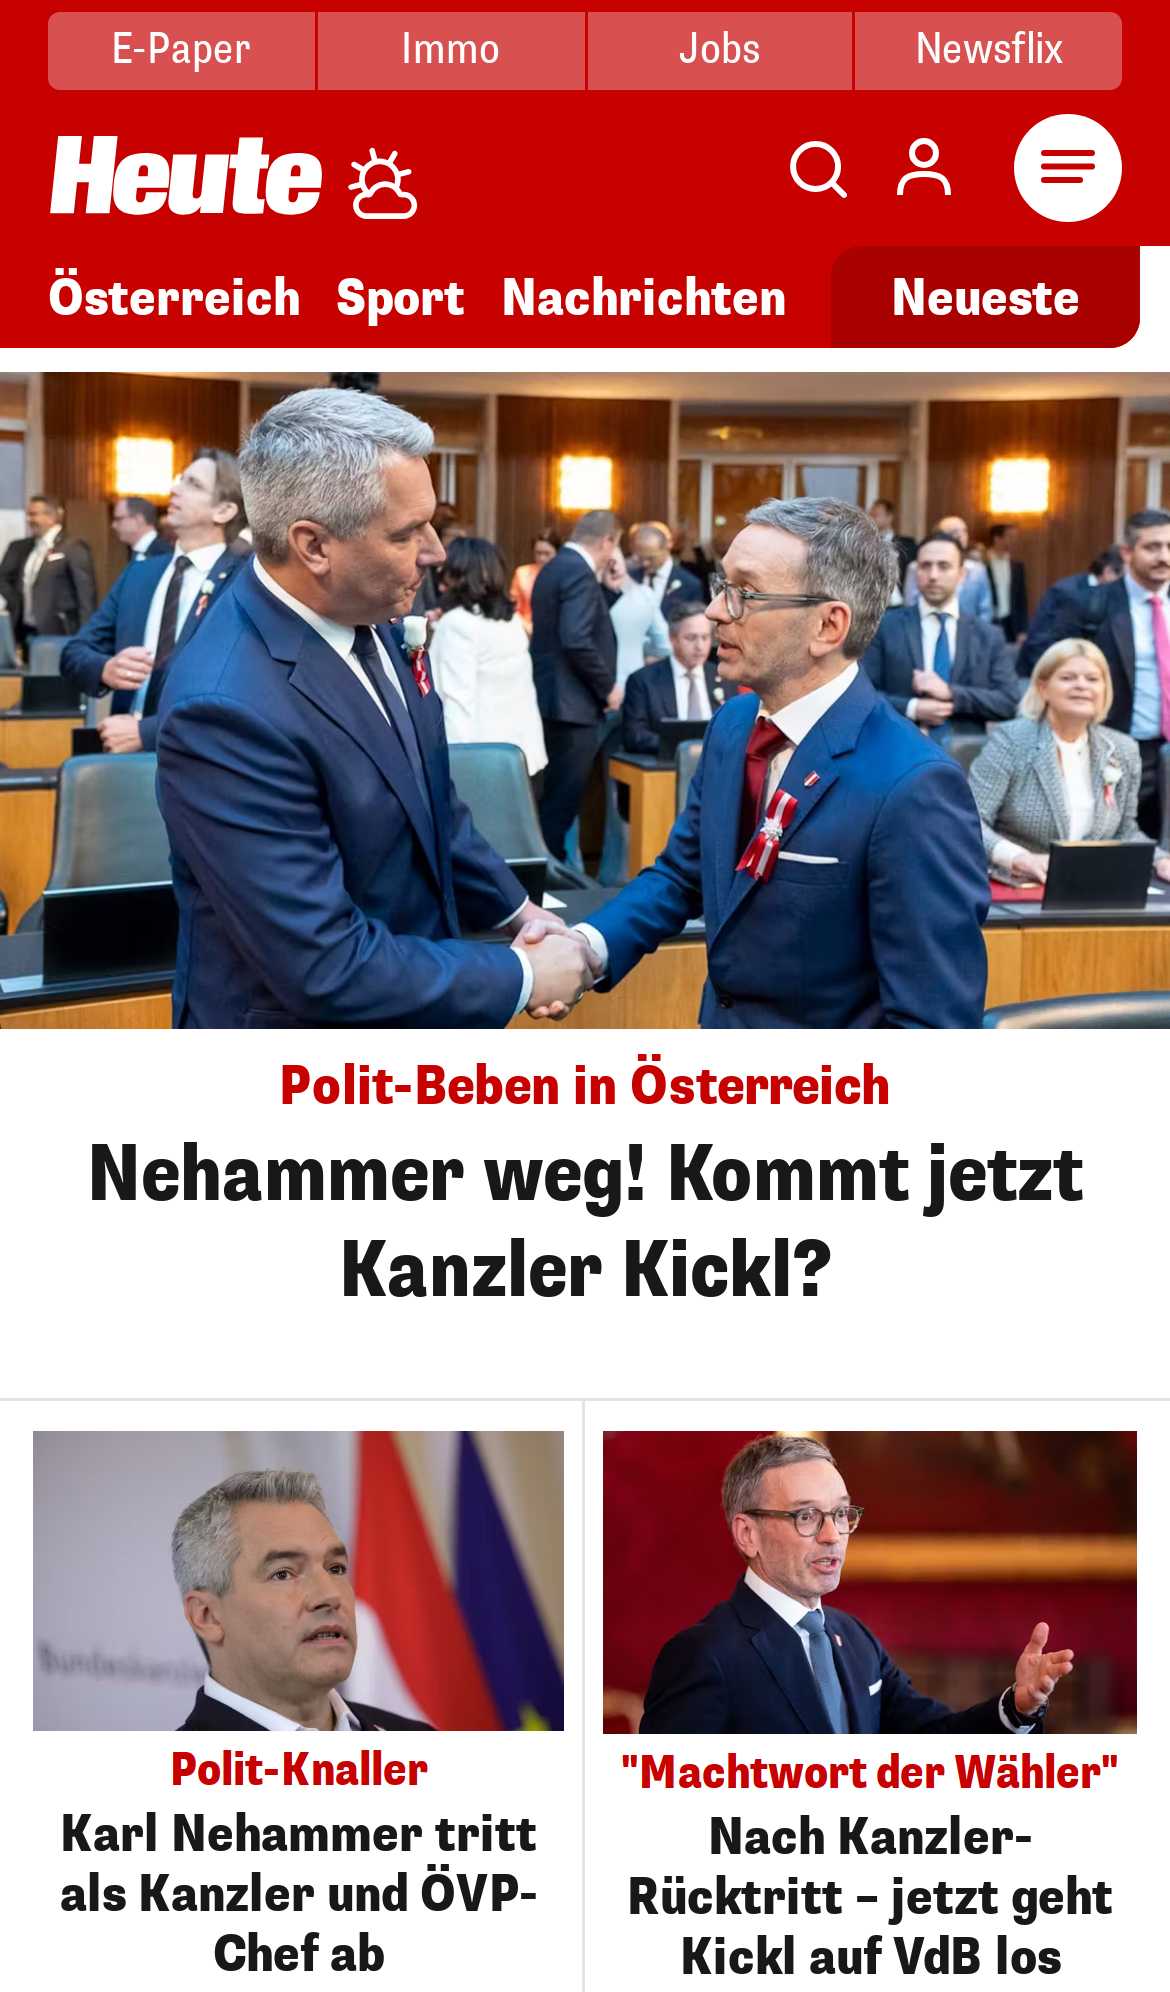 E-Paper
Immo
Jobs
Newsflix
Heute
Österreich
Sport
Nachrichten
Neueste
Polit-Beben in Österreich
Nehammer weg! Kommt jetzt
Kanzler Kickl?
Polit-Knaller
Karl Nehammer tritt
als Kanzler und ÖVP-
Chef ab
"Machtwort der Wähler"
Nach Kanzler-
Rücktritt – jetzt geht
Kickl auf VdB los